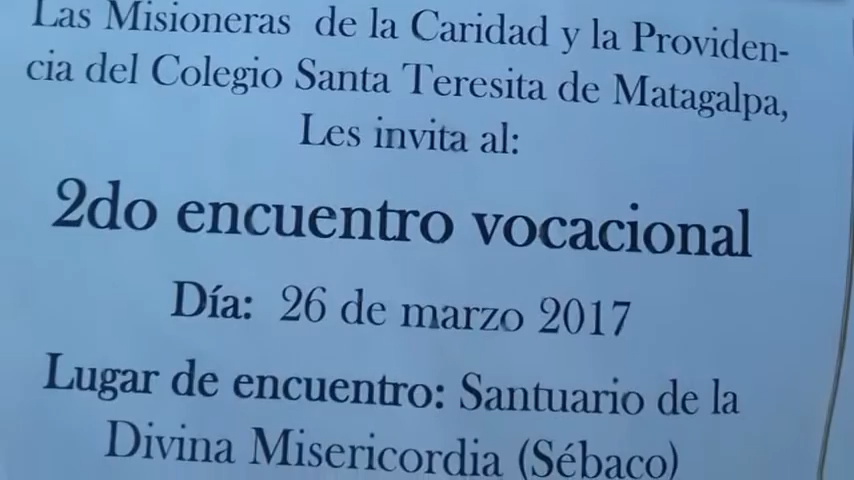 Las Misioneras de la Caridad y la Providen-
cia del Colegio Santa Teresita de Matagalpa,
Les invita al:
2do encuentro vocacional
Día: 26 de marzo 2017
Lugar de encuentro: Santuario de la
Divina Misericordia (Sébaco)